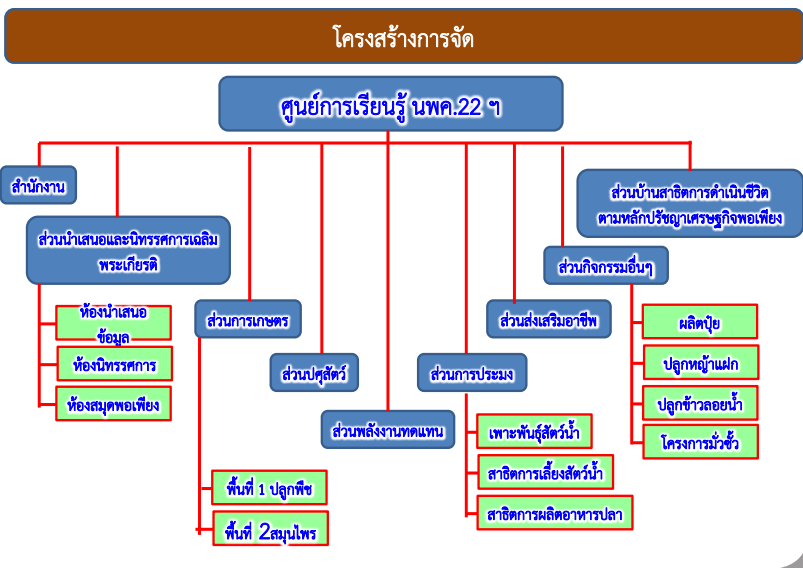 โครงสร้างการจัด
ศูนย์การเรียนรู้ นพค.22 ฯ
สำนักงาน
ส่วนบ้านสาธิตการดำเนินชีวิต
ตามหลักปรัชญาเศรษฐกิจพอเพียง
ส่วนนำเสนอและนิทรรศการเฉลิม
พระเกียรติ
ส่วนกิจกรรมอื่นๆ
ห้องนำเสนอ
ข้อมูล
ห้องนิทรรศการ
ห้องสมุดพอเพียง
ส่วนการเกษตร
ส่วนส่งเสริมอาชีพ
ผลิตปุ๋ย
ปลูกหญ้าแฝก
ปลูกข้าวลอยน้ำ
โครงการมั่วซั้ว
ส่วนปศุสัตว์
ส่วนการประมง
ส่วนพลังงานทดแทน
เพาะพันธุ์สัตว์น้ำ
สาธิตการเลี้ยงสัตว์น้ำ
สาธิตการผลิตอาหารปลา
พื้นที่ 1 ปลูกพืช
พื้นที่ 2สมุนไพร